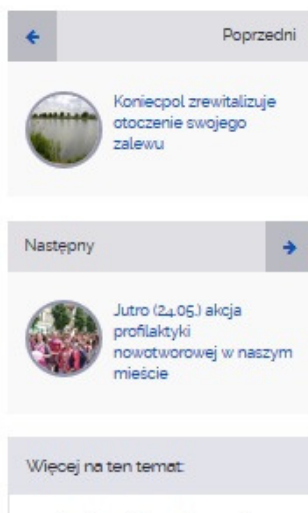 Poprzedni
Koniecpol zrewitalizuje
otoczenie swojego
zalewu
Następny
Jutro (24.05.) akcja
profilaktyki
nowotworowej w naszym
mieście
Więcej na ten temat: